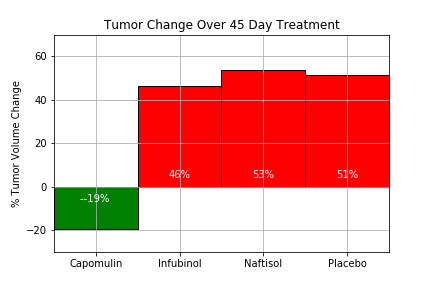 Tumor Change Over 45 Day Treatment
% Tumor Volume Change
60
40
20
0
−20
--19%
46%
53%
51%
Capomulin
Infubinol
Naftisol
Placebo